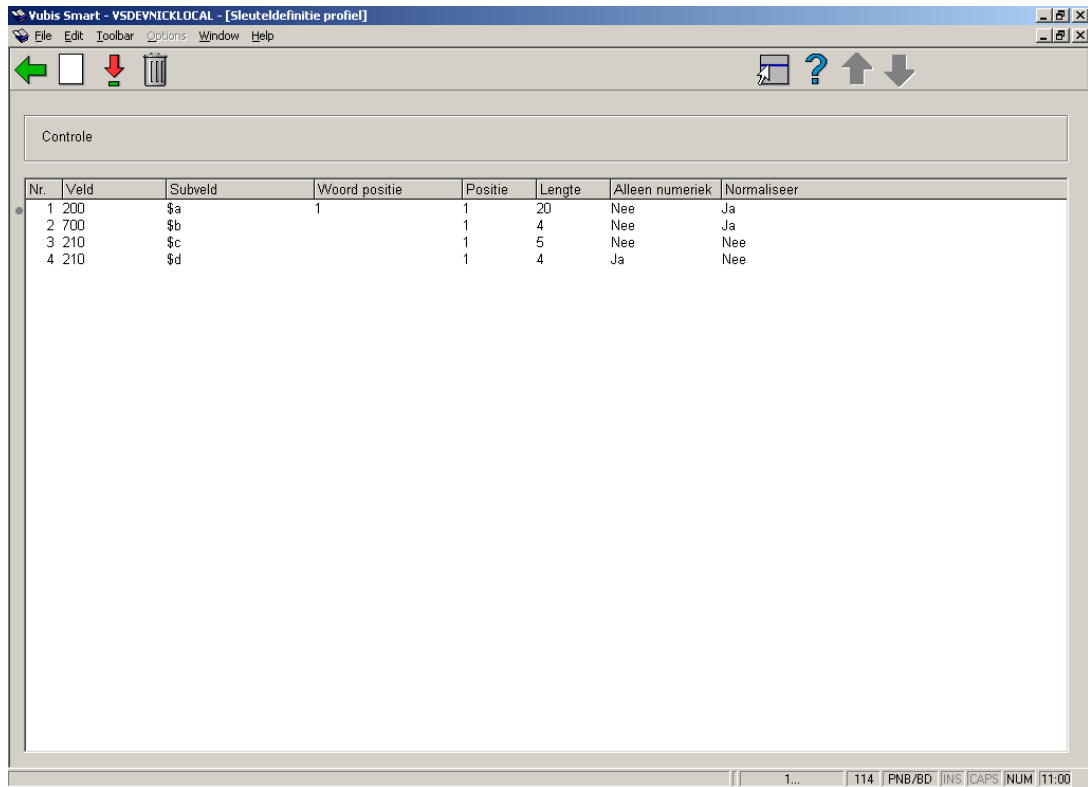 Vubis Smart - VSDEVNICKLOCAL - [Sleuteldefinitie profiel]
File Edit Toolbar Options Window Help
Controle
Nr. Veld Subveld Woord positie Positie Lengte Alleen numeriek Normaliseer
1 200 $a 1 1 20 Nee Ja
2 700 $b 1 4 Nee Ja
3 210 $c 1 5 Nee Nee
4 210 $d 1 4 Ja Nee
1... 114 PNB/BD INS CAPS NUM 11:00